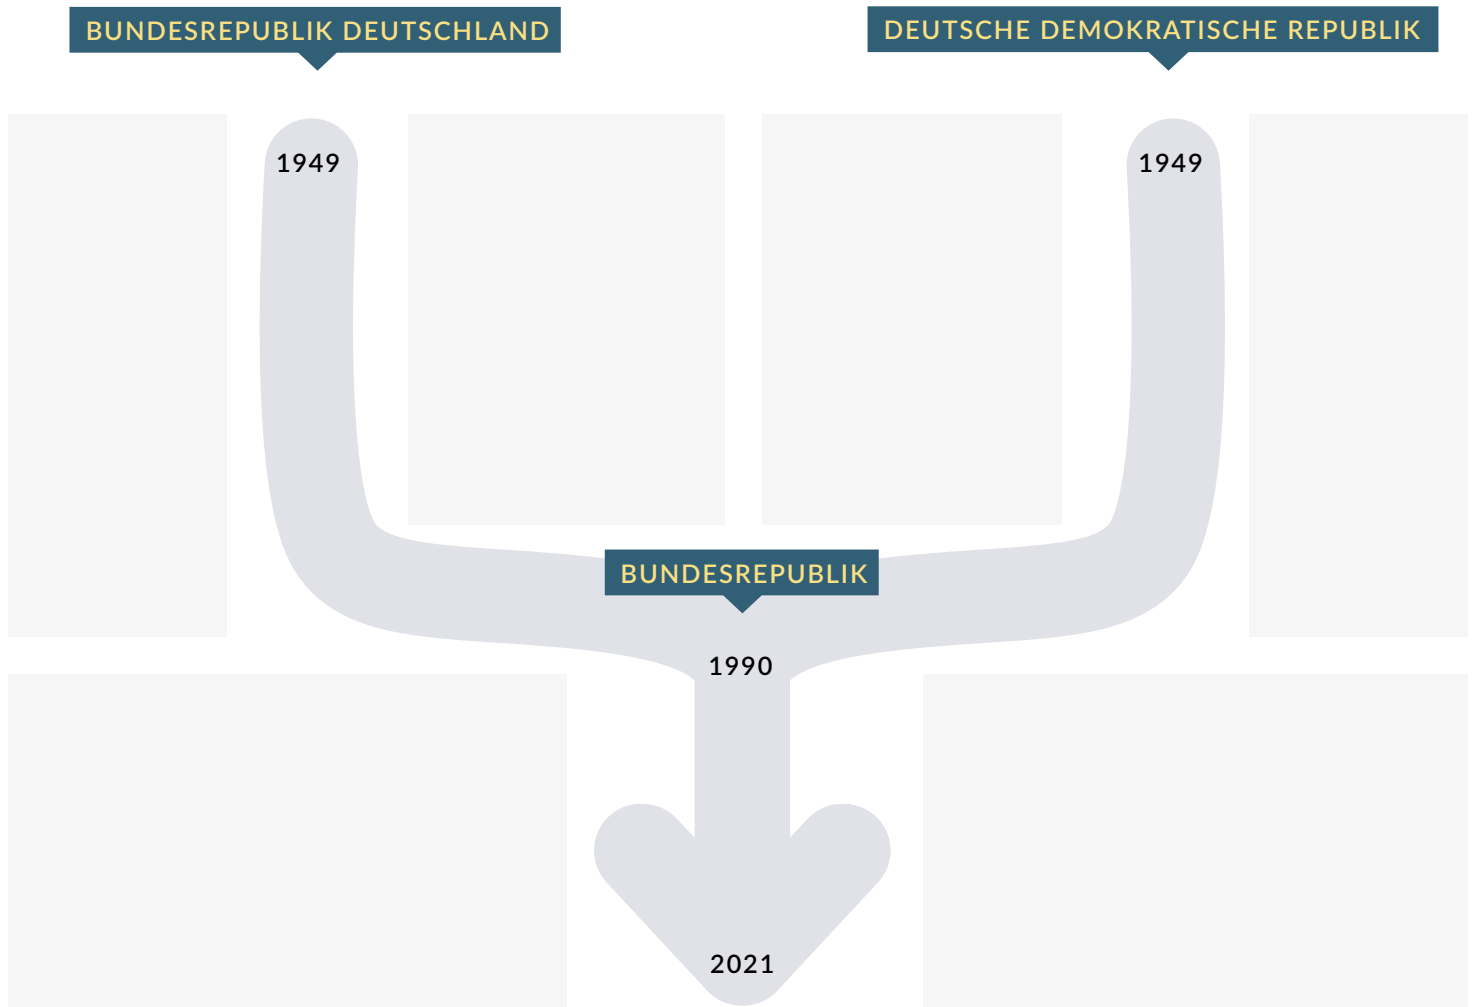 BUNDESREPUBLIK DEUTSCHLAND
DEUTSCHE DEMOKRATISCHE REPUBLIK
1949
1949
BUNDESREPUBLIK
1990
2021